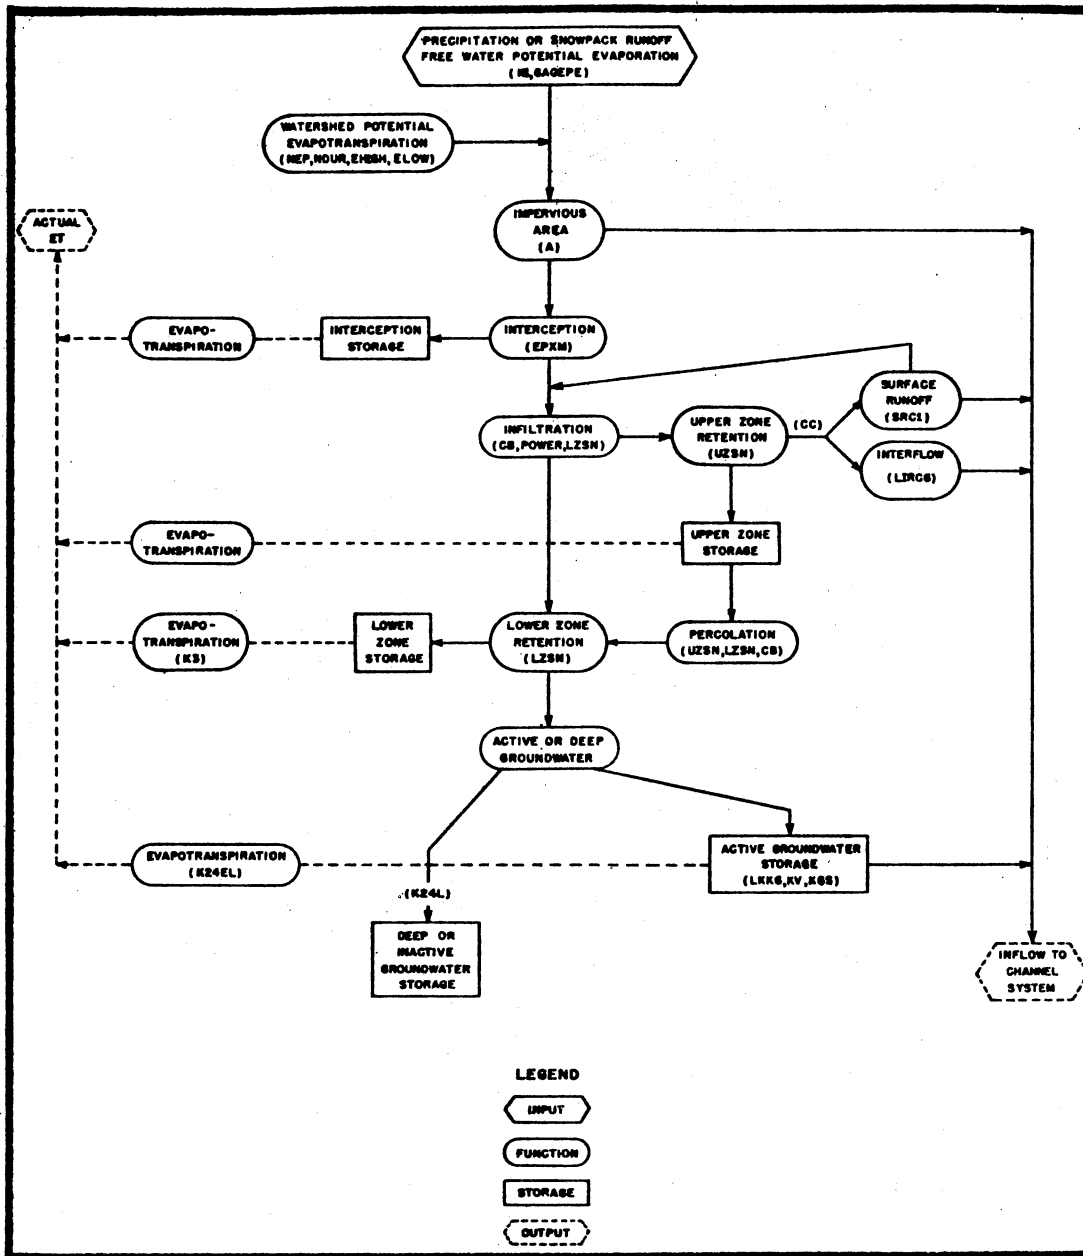 PRECIPITATION OR SNOWPACK RUNOFF
FREE WATER POTENTIAL EVAPORATION
(K1,GAGEPE)
WATERSHED POTENTIAL
EVAPOTRANSPIRATION
(NEP,NDUR,EHIGH,ELOW)
ACTUAL
ET
IMPERVIOUS
AREA
(A)
EVAPO-
TRANSPIRATION
INTERCEPTION
STORAGE
INTERCEPTION
(EPXM)
SURFACE
RUNOFF
(SRC1)
INFILTRATION
(CB,POWER,LZSN)
UPPER ZONE
RETENTION
(UZSN)
(CC)
INTERFLOW
(LIRC6)
EVAPO-
TRANSPIRATION
UPPER ZONE
STORAGE
EVAPO-
TRANSPIRATION
(K3)
LOWER
ZONE
STORAGE
LOWER ZONE
RETENTION
(LZSN)
PERCOLATION
(UZSN,LZSN,CB)
ACTIVE OR DEEP
GROUNDWATER
EVAPOTRANSPIRATION
(K24EL)
ACTIVE GROUNDWATER
STORAGE
(LKK6,KV,KGS)
(K24L)
DEEP OR
INACTIVE
GROUNDWATER
STORAGE
INFLOW TO
CHANNEL
SYSTEM
LEGEND
INPUT
FUNCTION
STORAGE
OUTPUT